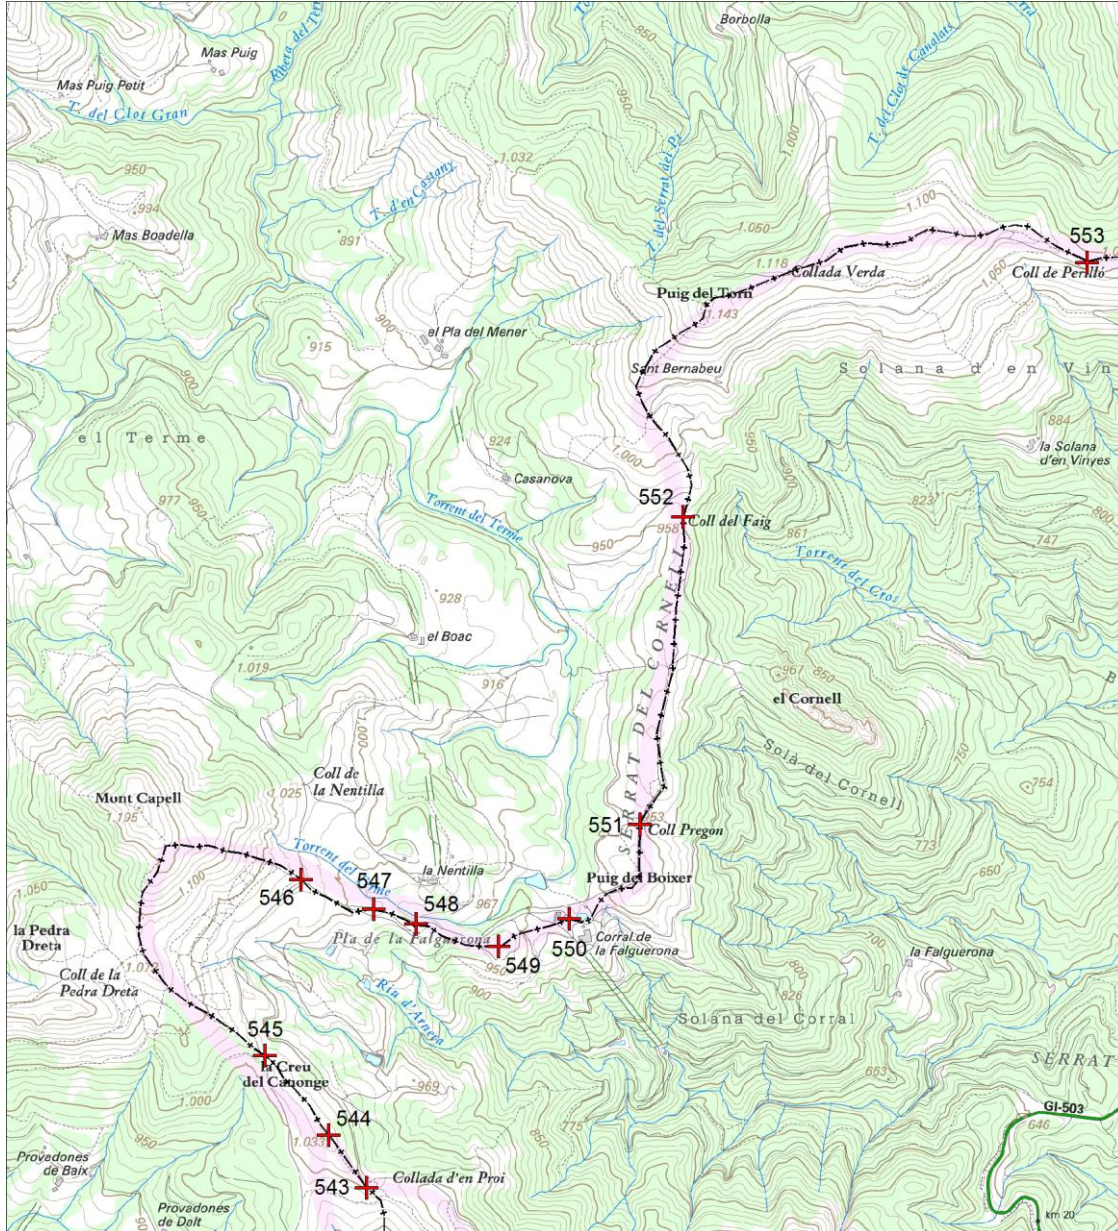 Borbolla
850
Mas Puig
Ribera del Ter
Mas Puig Petit
T. del Clot Gran
950
T. del Clot de Canalars
1.000
1.032
950
T. d'en Castany
T. del Serrat del Pi
994
Mas Boadella
891
1.100
1.050
553
1.118
Collada Verda
1.050
Coll de Perilló
Puig del Torn
1.143
900
el Pla del Mener
915
Sant Bernabeu
Solana d'en Vin
900
884
el Terme
924
1.000
950
900
la Solana
d'en Vinyes
977
950
Casanova
552
823
800
Torrent del Terme
958
Coll del Faig
950
861
747
Torrent del Clos
928
el Boac
1.019
916
SERRAT DEL CORNELL
967
850
B
el Cornell
1.000
750
Solà del Cornell
754
Coll de
la Nentilla
1.025
Mont Capell
1.195
551
953
Coll Pregon
773
Torrent del Terme
la Nentilla
650
1.050
1.100
546
547
548
967
Puig del Boixer
la Pedra
Dreta
Pla de la Falguerona
549
550
Corral de
la Falguerona
la Falguerona
Coll de la
Pedra Dreta
950
900
800
Riu d'Arnera
826
Solana del Corral
545
la Creu
del Canonge
663
SERRAT
969
1.000
850
544
775
GI-503
646
1.033
950
Provadones
de Baix
543
Collada d'en Proi
Provadones
de Dalt
900
km 20